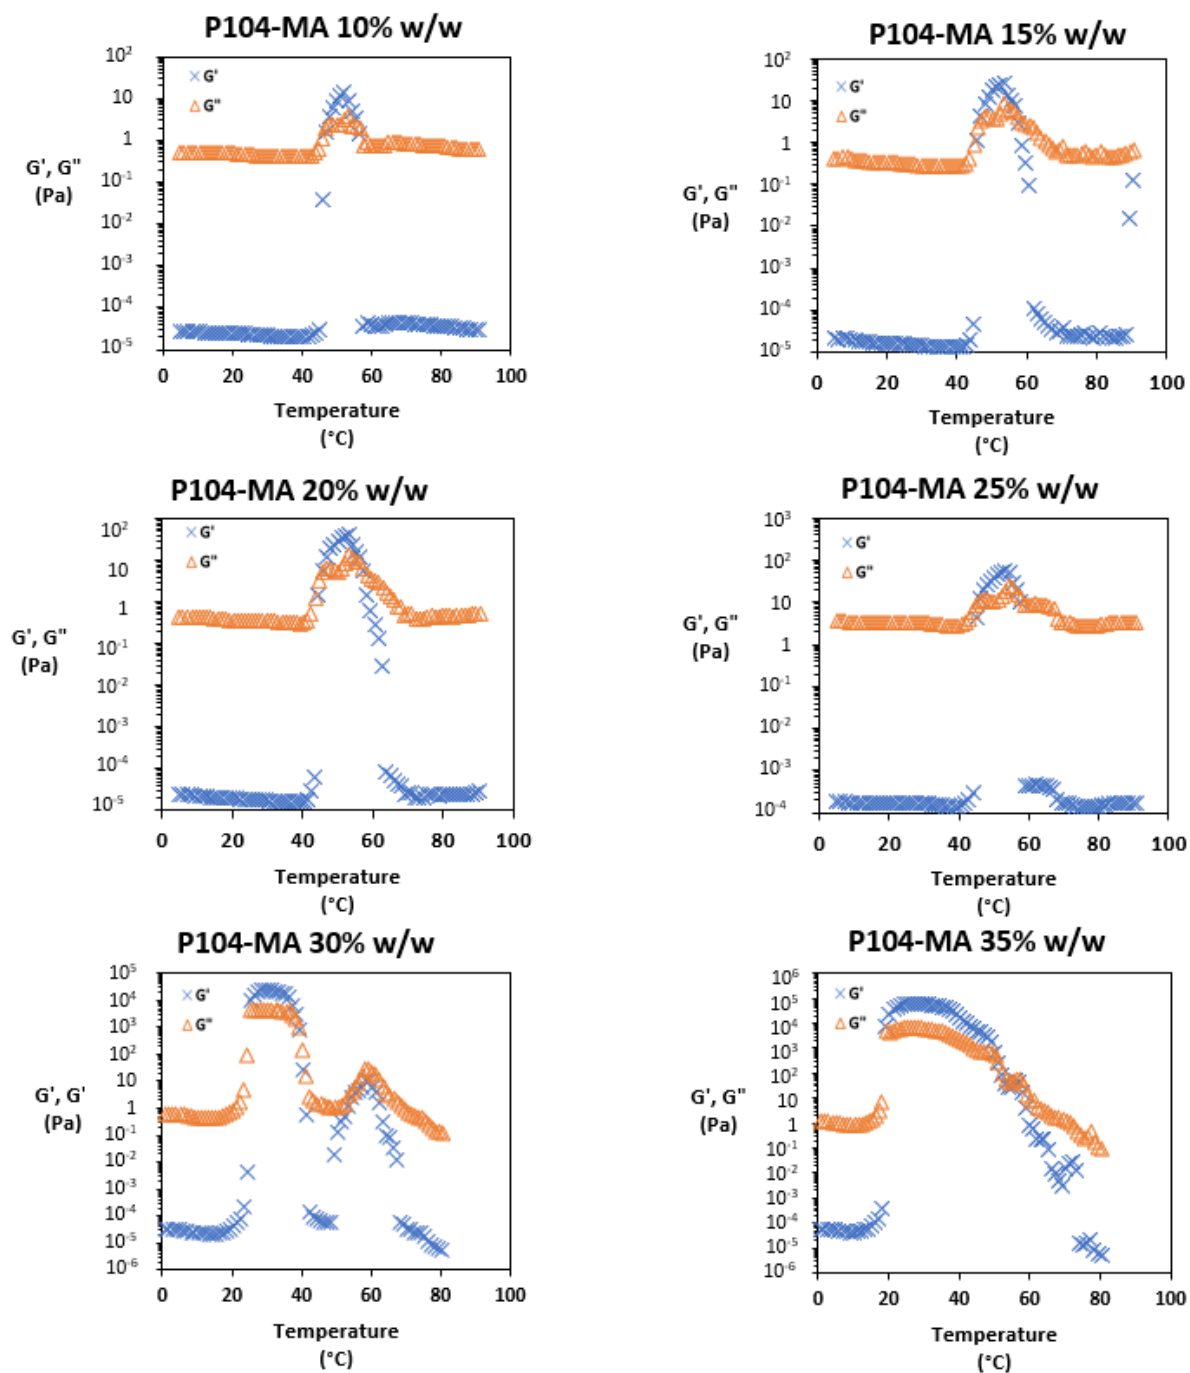 P104-MA 10% w/w
10²
10
1
10⁻¹
10⁻²
10⁻³
10⁻⁴
10⁻⁵
G'
G"
G', G"
(Pa)
0 20 40 60 80 100
Temperature
(°C)
P104-MA 15% w/w
10²
10
1
10⁻¹
10⁻²
10⁻³
10⁻⁴
10⁻⁵
G'
G"
G', G"
(Pa)
0 20 40 60 80 100
Temperature
(°C)
P104-MA 20% w/w
10²
10
1
10⁻¹
10⁻²
10⁻³
10⁻⁴
10⁻⁵
G'
G"
G', G"
(Pa)
0 20 40 60 80 100
Temperature
(°C)
P104-MA 25% w/w
10³
10²
10
1
10⁻¹
10⁻²
10⁻³
10⁻⁴
G'
G"
G', G"
(Pa)
0 20 40 60 80 100
Temperature
(°C)
P104-MA 30% w/w
10⁵
10⁴
10³
10²
10
1
10⁻¹
10⁻²
10⁻³
10⁻⁴
10⁻⁵
10⁻⁶
G'
G"
G', G'
(Pa)
0 20 40 60 80 100
Temperature
(°C)
P104-MA 35% w/w
10⁶
10⁵
10⁴
10³
10²
10
1
10⁻¹
10⁻²
10⁻³
10⁻⁴
10⁻⁵
10⁻⁶
G'
G"
G', G"
(Pa)
0 20 40 60 80 100
Temperature
(°C)